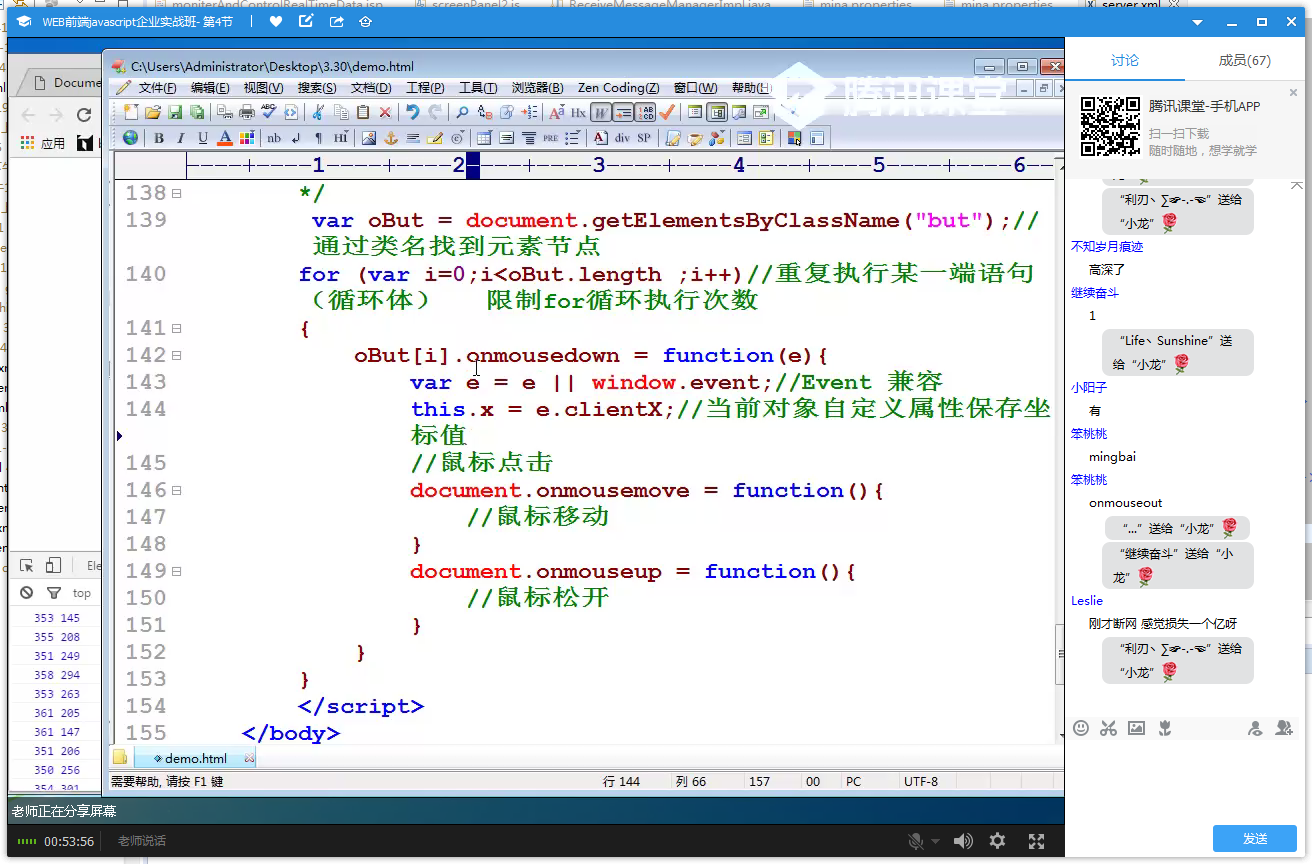 moniterAndControlRealTimeData.jsp
screenPanel2.js
ReceiveMessageManagerImpl.java
mina.properties
mina.properties
server.xml
WEB前端javascript企业实战班- 第4节
Docume
应用
C:\Users\Administrator\Desktop\3.30\demo.html
文件(F) 编辑(E) 视图(V) 搜索(S) 文档(D) 工程(P) 工具(T) 浏览器(B) Zen Coding(Z) 窗口(W) 帮助(H)
腾讯课堂
B I U A nb ¶ Hi PRE A div SP
1 2 3 4 5 6
138 */
139 var oBut = document.getElementsByClassName("but");//
通过类名找到元素节点
140 for (var i=0;i<oBut.length ;i++)//重复执行某一端语句
（循环体） 限制for循环执行次数
141 {
142 oBut[i].onmousedown = function(e){
143 var e = e || window.event;//Event 兼容
144 this.x = e.clientX;//当前对象自定义属性保存坐
标值
145 //鼠标点击
146 document.onmousemove = function(){
147 //鼠标移动
148 }
149 document.onmouseup = function(){
150 //鼠标松开
151 }
152 }
153 }
154 </script>
155 </body>
demo.html
需要帮助, 请按 F1 键
行 144 列 66 157 00 PC UTF-8
Ele
top
353 145
355 208
351 249
358 294
353 263
361 205
361 147
351 206
350 256
354 301
老师正在分享屏幕
00:53:56 老师说话
讨论 成员(67)
腾讯课堂-手机APP
扫一扫下载
随时随地，想学就学
“利刃丶∑☞-.-☜” 送给
“小龙”
不知岁月痕迹
高深了
继续奋斗
1
“Life丶Sunshine” 送
给 “小龙”
小阳子
有
笨桃桃
mingbai
笨桃桃
onmouseout
“...” 送给 “小龙”
“继续奋斗” 送给 “小
龙”
Leslie
刚才断网 感觉损失一个亿呀
“利刃丶∑☞-.-☜” 送给
“小龙”
发送